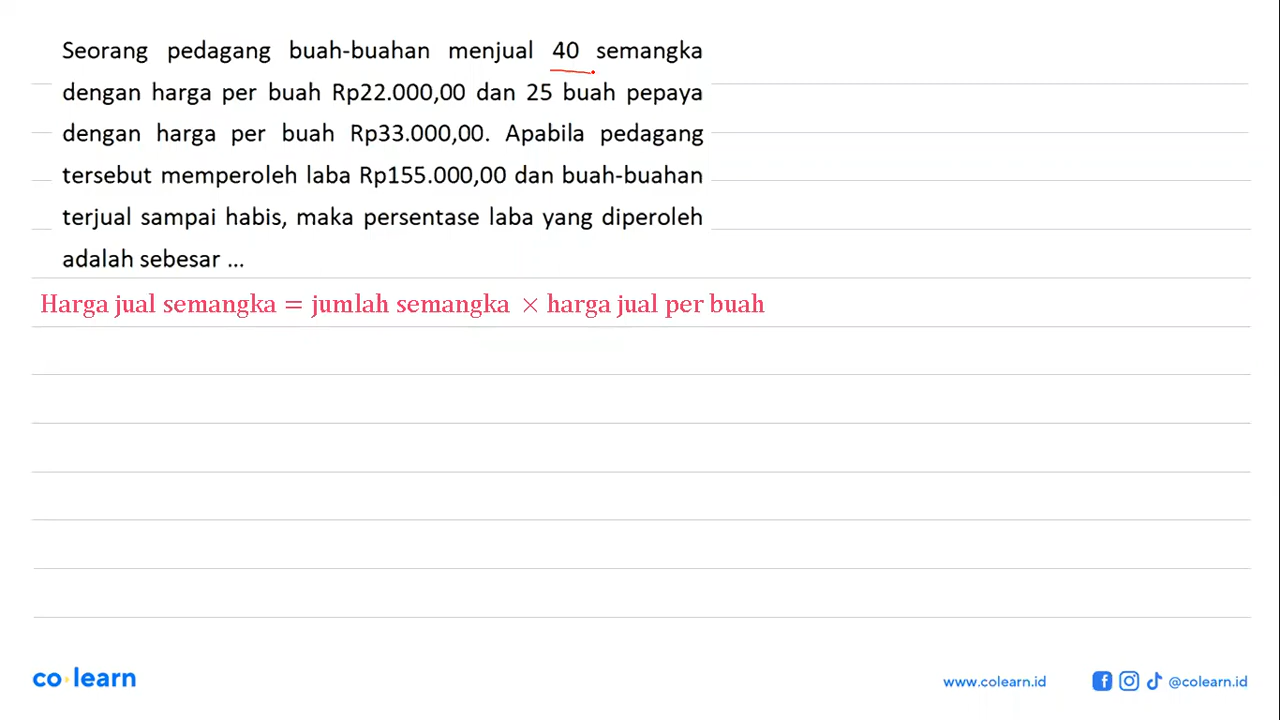 Seorang pedagang buah-buahan menjual 40 semangka
dengan harga per buah Rp22.000,00 dan 25 buah pepaya
dengan harga per buah Rp33.000,00. Apabila pedagang
tersebut memperoleh laba Rp155.000,00 dan buah-buahan
terjual sampai habis, maka persentase laba yang diperoleh
adalah sebesar ...
Harga jual semangka = jumlah semangka × harga jual per buah
co·learn
www.colearn.id
@colearn.id